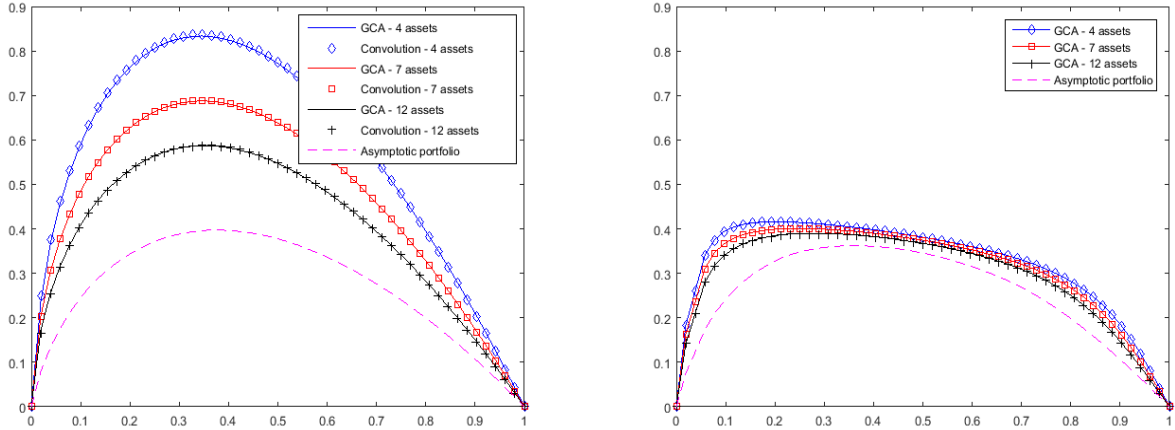 0.9
0.8
0.7
0.6
0.5
0.4
0.3
0.2
0.1
0
0 0.1 0.2 0.3 0.4 0.5 0.6 0.7 0.8 0.9 1
GCA - 4 assets
Convolution - 4 assets
GCA - 7 assets
Convolution - 7 assets
GCA - 12 assets
Convolution - 12 assets
Asymptotic portfolio
0.9
0.8
0.7
0.6
0.5
0.4
0.3
0.2
0.1
0
0 0.1 0.2 0.3 0.4 0.5 0.6 0.7 0.8 0.9 1
GCA - 4 assets
GCA - 7 assets
GCA - 12 assets
Asymptotic portfolio